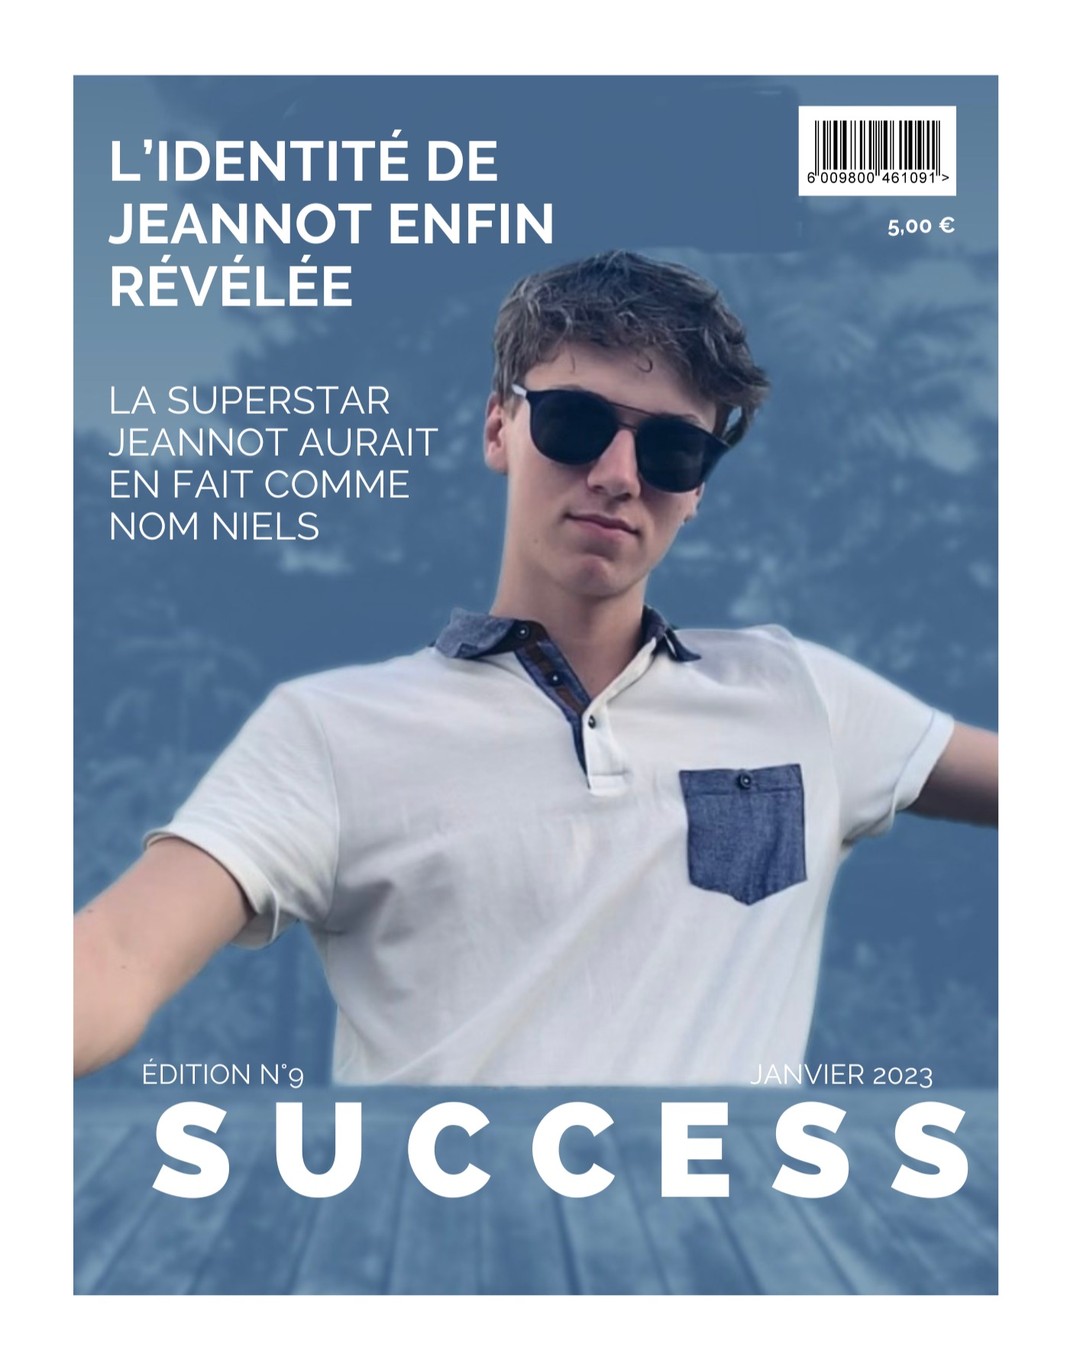 L'IDENTITÉ DE
JEANNOT ENFIN
RÉVÉLÉE
6 009800 461091 >
5,00 €
LA SUPERSTAR
JEANNOT AURAIT
EN FAIT COMME
NOM NIELS
ÉDITION N°9
JANVIER 2023
SUCCESS